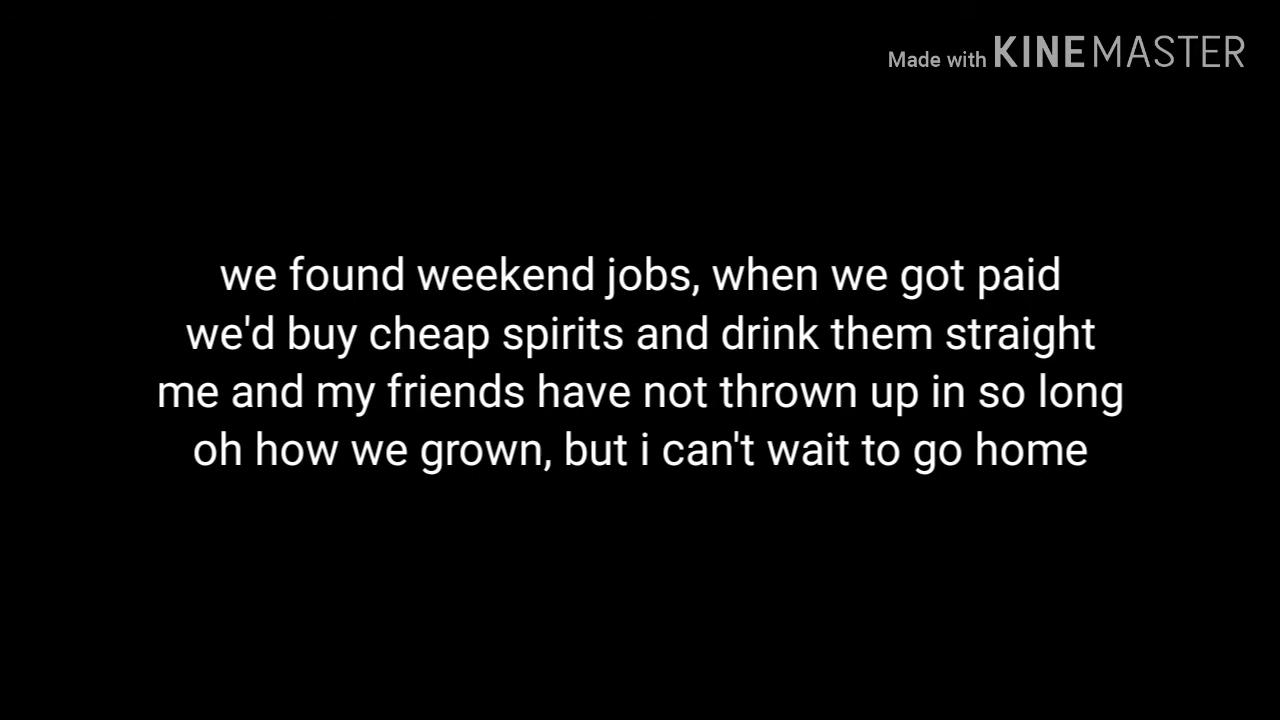 Made with KINEMASTER
we found weekend jobs, when we got paid
we'd buy cheap spirits and drink them straight
me and my friends have not thrown up in so long
oh how we grown, but i can't wait to go home